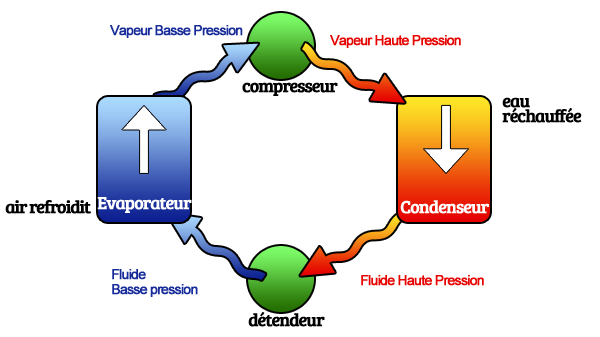 Vapeur Basse Pression
Vapeur Haute Pression
compresseur
eau
réchauffée
air refroidit
Evaporateur
Condenseur
Fluide
Basse pression
Fluide Haute Pression
détendeur